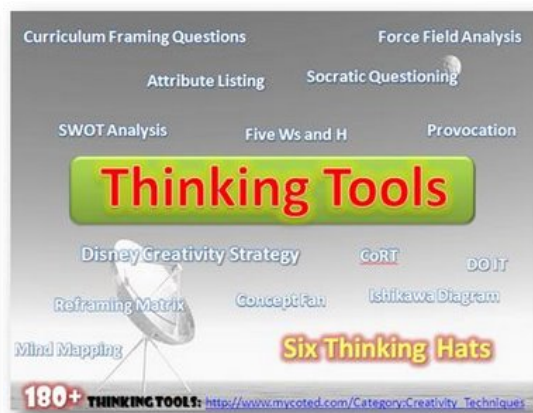 Curriculum Framing Questions
Force Field Analysis
Attribute Listing
Socratic Questioning
SWOT Analysis
Five Ws and H
Provocation
Thinking Tools
Disney Creativity Strategy
CoRT
DO IT
Reframing Matrix
Concept Fan
Ishikawa Diagram
Mind Mapping
Six Thinking Hats
180+ THINKING TOOLS: http://www.mycoted.com/Category:Creativity_Techniques